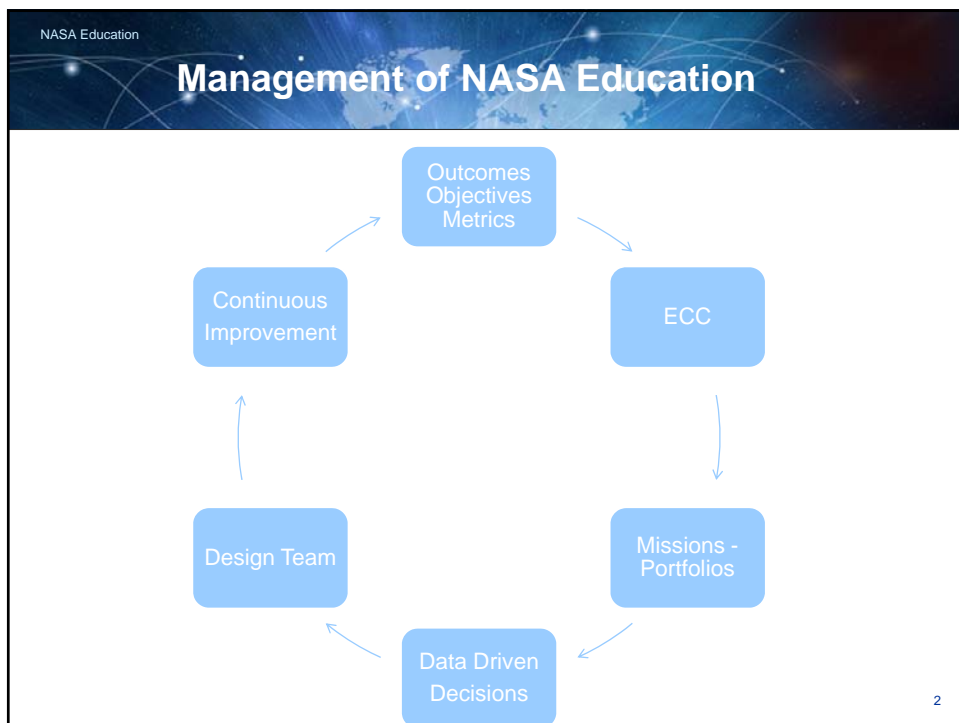 NASA Education
Management of NASA Education
Outcomes
Objectives
Metrics
ECC
Missions -
Portfolios
Data Driven
Decisions
Design Team
Continuous
Improvement
2